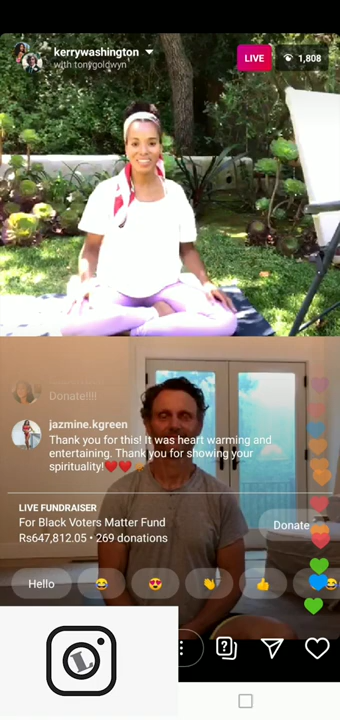 kerrywashington
with tonygoldwyn
LIVE
1,808
Donate!!!!
jazmine.kgreen
Thank you for this! It was heart warming and
entertaining. Thank you for showing your
spirituality!❤️❤️✨
LIVE FUNDRAISER
For Black Voters Matter Fund
Rs647,812.05 • 269 donations
Donate
Hello
L